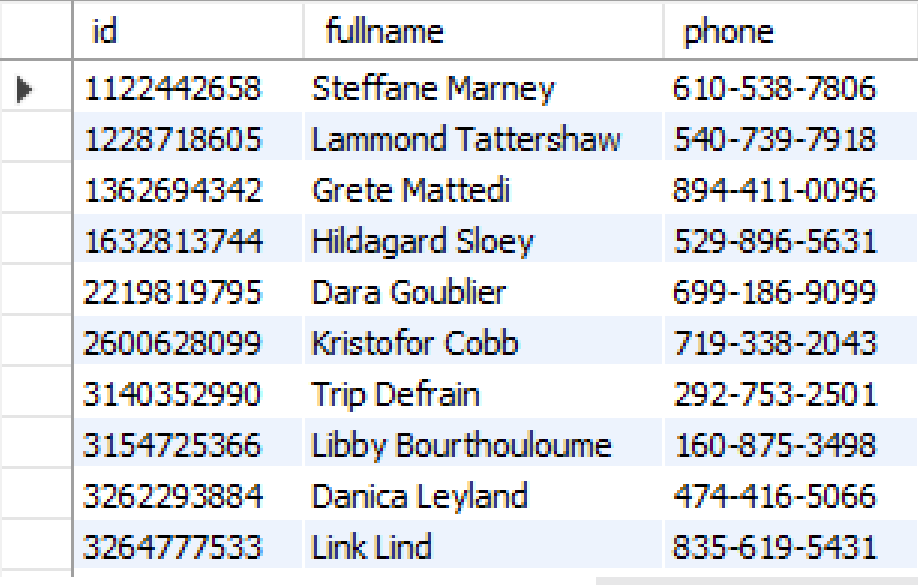 id fullname phone
1122442658 Steffane Marney 610-538-7806
1228718605 Lammond Tattershaw 540-739-7918
1362694342 Grete Mattedi 894-411-0096
1632813744 Hildagard Sloey 529-896-5631
2219819795 Dara Goublier 699-186-9099
2600628099 Kristofor Cobb 719-338-2043
3140352990 Trip Defrain 292-753-2501
3154725366 Libby Bourthouloume 160-875-3498
3262293884 Danica Leyland 474-416-5066
3264777533 Link Lind 835-619-5431